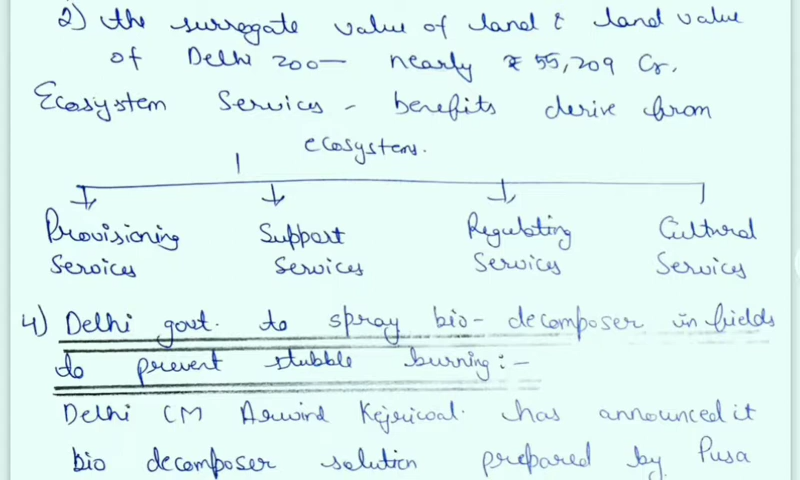 2) the surrogate value of land & land value
of Delhi zoo— nearly ₹ 55,209 Cr.
Ecosystem Services - benefits derive from
ecosystem.
Provisioning Support Regulating Cultural
Services Services Services Services
4) Delhi govt. to spray bio-decomposer in fields
to prevent stubble burning:-
Delhi CM Arwind Kejriwal. has announced it
bio decomposer solution prepared by Pusa